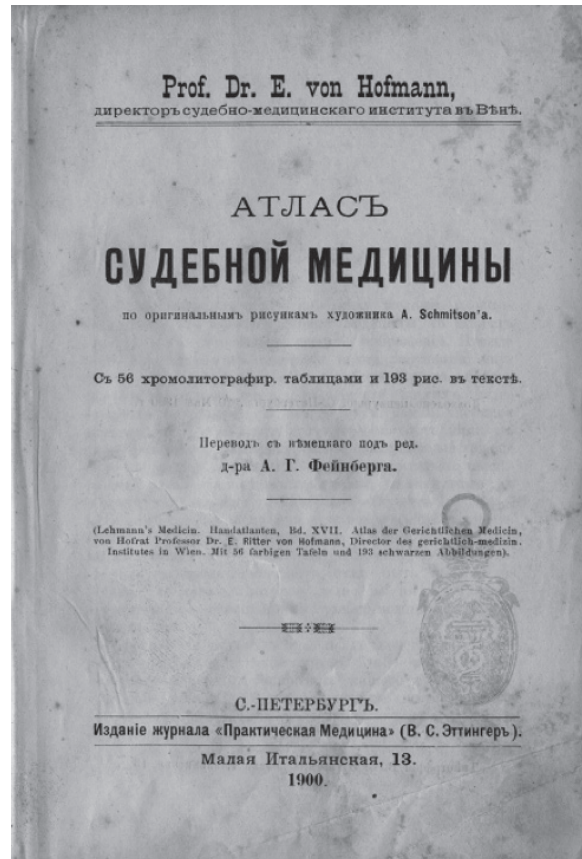 Prof. Dr. E. von Hofmann,
директоръ судебно-медицинскаго института въ Вѣнѣ.
АТЛАСЪ
СУДЕБНОЙ МЕДИЦИНЫ
по оригинальнымъ рисункамъ художника A. Schmitson'a.
Съ 56 хромолитографир. таблицами и 193 рис. въ текстѣ.
Переводъ съ нѣмецкаго подъ ред.
д-ра А. Г. Фейнберга.
(Lehmann's Medicin. Handatlanten, Bd. XVII. Atlas der Gerichtlichen Medicin,
von Hofrat Professor Dr. E. Ritter von Hofmann, Director des gerichtlich-medizin.
Institutes in Wien. Mit 56 farbigen Tafeln und 193 schwarzen Abbildungen).
С.-ПЕТЕРБУРГЪ.
Изданіе журнала «Практическая Медицина» (В. С. Эттингеръ).
Малая Итальянская, 13.
1900.